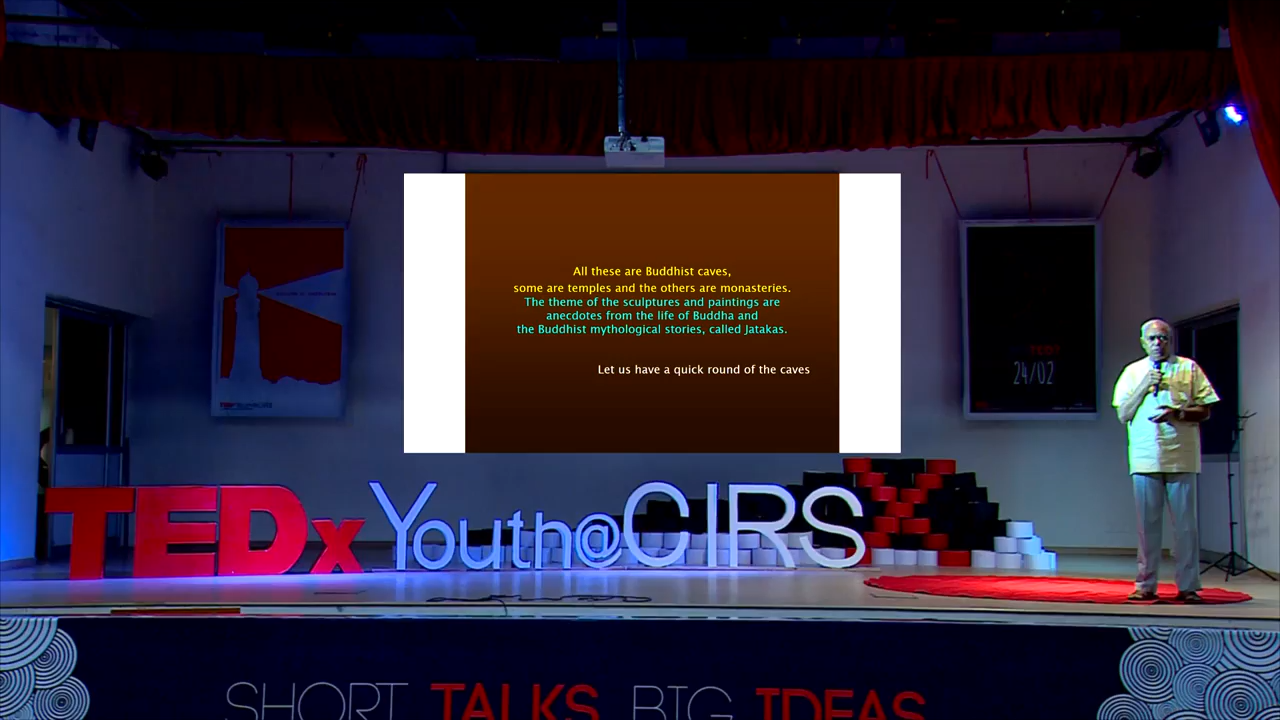 All these are Buddhist caves,
some are temples and the others are monasteries.
The theme of the sculptures and paintings are
anecdotes from the life of Buddha and
the Buddhist mythological stories, called Jatakas.
Let us have a quick round of the caves
24/02
TEDxYouth@CIRS
SHORT TALKS BIG IDEAS